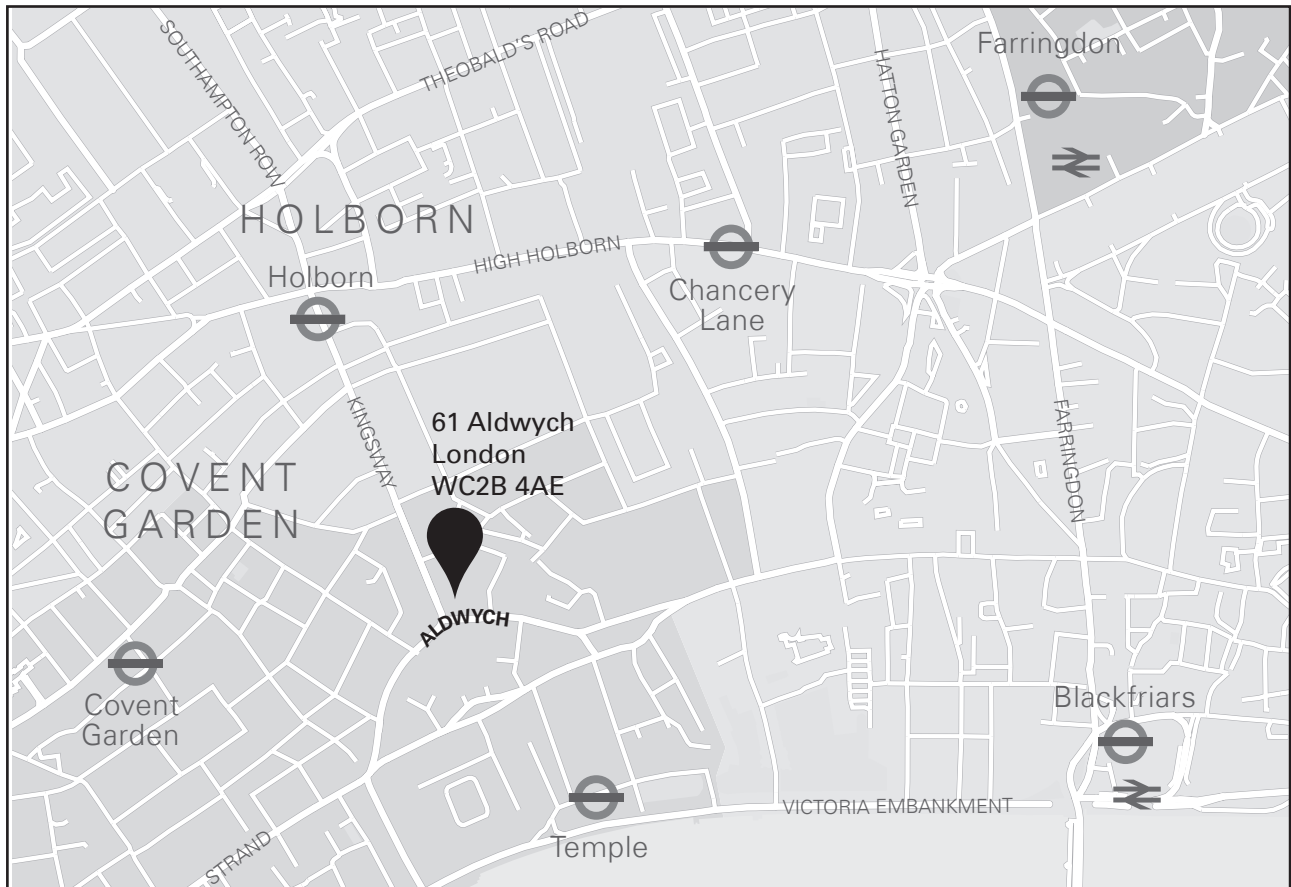 Farringdon
SOUTHAMPTON ROW
THEOBALD'S ROAD
HATTON GARDEN
HOLBORN
HIGH HOLBORN
Holborn
Chancery
Lane
KINGSWAY
61 Aldwych
London
WC2B 4AE
FARRINGDON
COVENT
GARDEN
ALDWYCH
Covent
Garden
Blackfriars
VICTORIA EMBANKMENT
STRAND
Temple